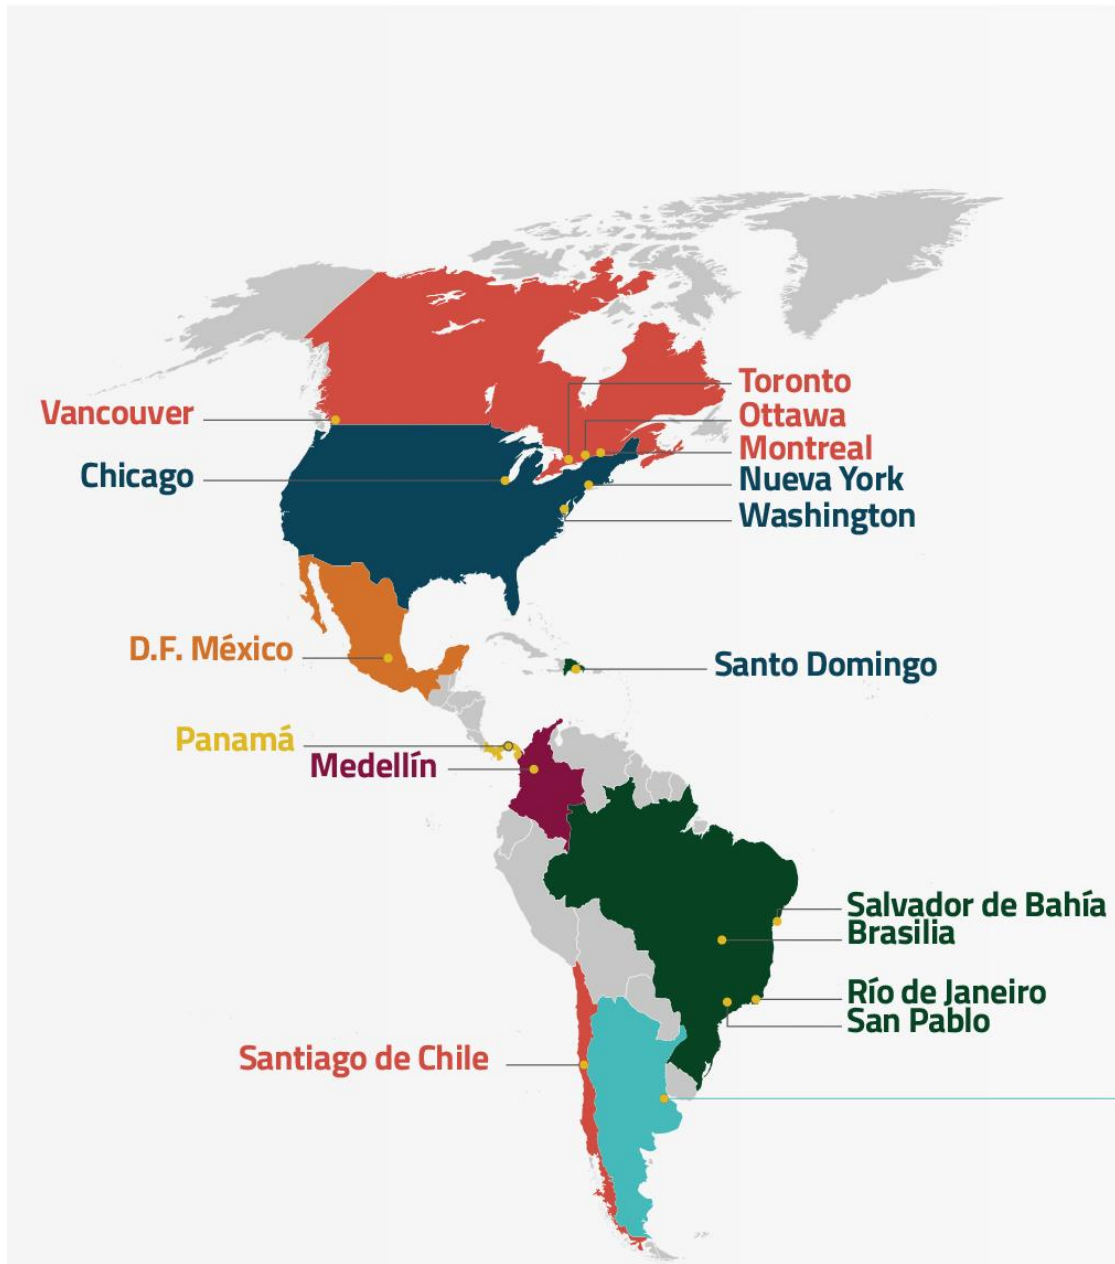 Toronto
Vancouver
Ottawa
Montreal
Chicago
Nueva York
Washington
D.F. México
Santo Domingo
Panamá
Medellín
Salvador de Bahía
Brasilia
Río de Janeiro
San Pablo
Santiago de Chile